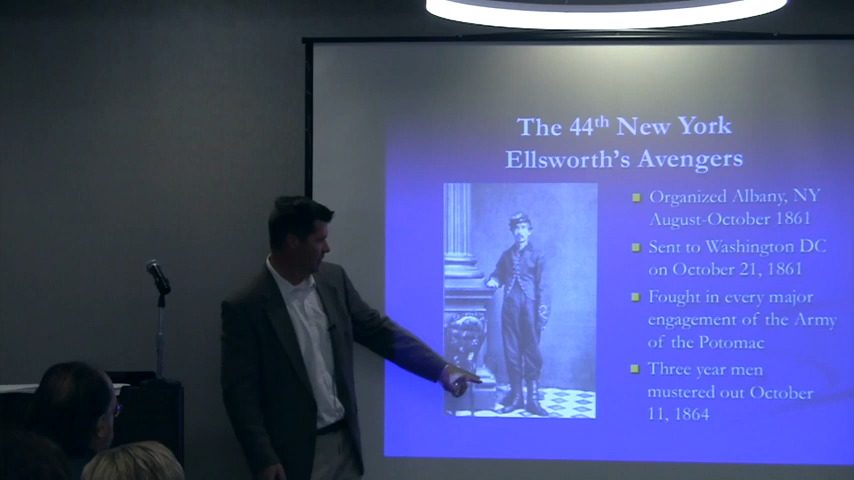 The 44th New York
Ellsworth's Avengers
Organized Albany, NY
August-October 1861
Sent to Washington DC
on October 21, 1861
Fought in every major
engagement of the Army
of the Potomac
Three year men
mustered out October
11, 1864